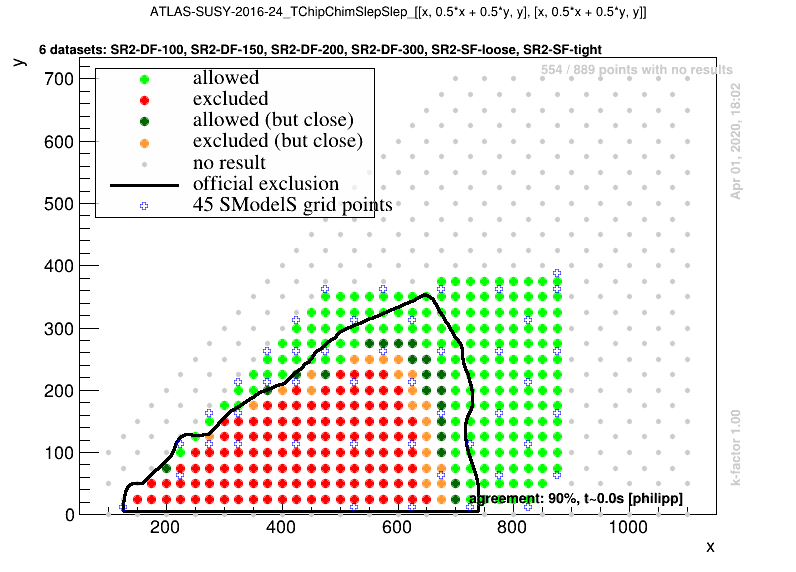 ATLAS-SUSY-2016-24_TChipChimSlepSlep_[[x, 0.5*x + 0.5*y, y], [x, 0.5*x + 0.5*y, y]]
6 datasets: SR2-DF-100, SR2-DF-150, SR2-DF-200, SR2-DF-300, SR2-SF-loose, SR2-SF-tight
y
554 / 889 points with no results
allowed
excluded
allowed (but close)
excluded (but close)
no result
official exclusion
45 SModelS grid points
700
600
500
400
300
200
100
0
Apr 01, 2020, 18:02
k-factor 1.00
agreement: 90%, t~0.0s [philipp]
200
400
600
800
1000
x